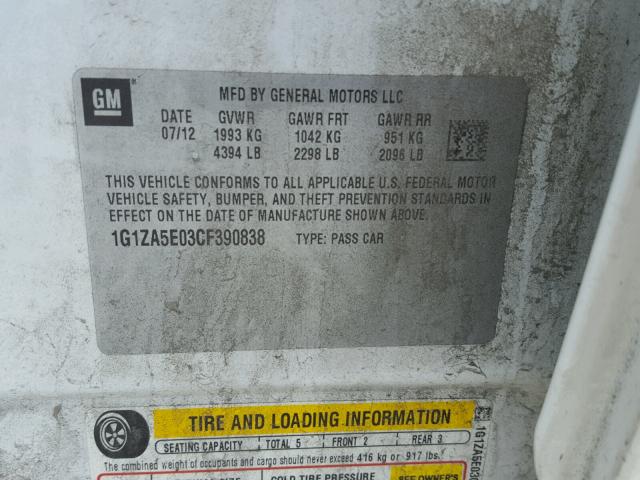 GM
MFD BY GENERAL MOTORS LLC
DATE GVWR GAWR FRT GAWR RR
07/12 1993 KG 1042 KG 951 KG
4394 LB 2298 LB 2096 LB
THIS VEHICLE CONFORMS TO ALL APPLICABLE U.S. FEDERAL MOTOR
VEHICLE SAFETY, BUMPER, AND THEFT PREVENTION STANDARDS IN
EFFECT ON THE DATE OF MANUFACTURE SHOWN ABOVE.
1G1ZA5E03CF390838 TYPE: PASS CAR
TIRE AND LOADING INFORMATION
SEATING CAPACITY TOTAL 5 FRONT 2 REAR 3
The combined weight of occupants and cargo should never exceed 416 kg or 917 lbs.
COLD TIRE PRESSURE SEE OWNER'S
1G1ZA5E03